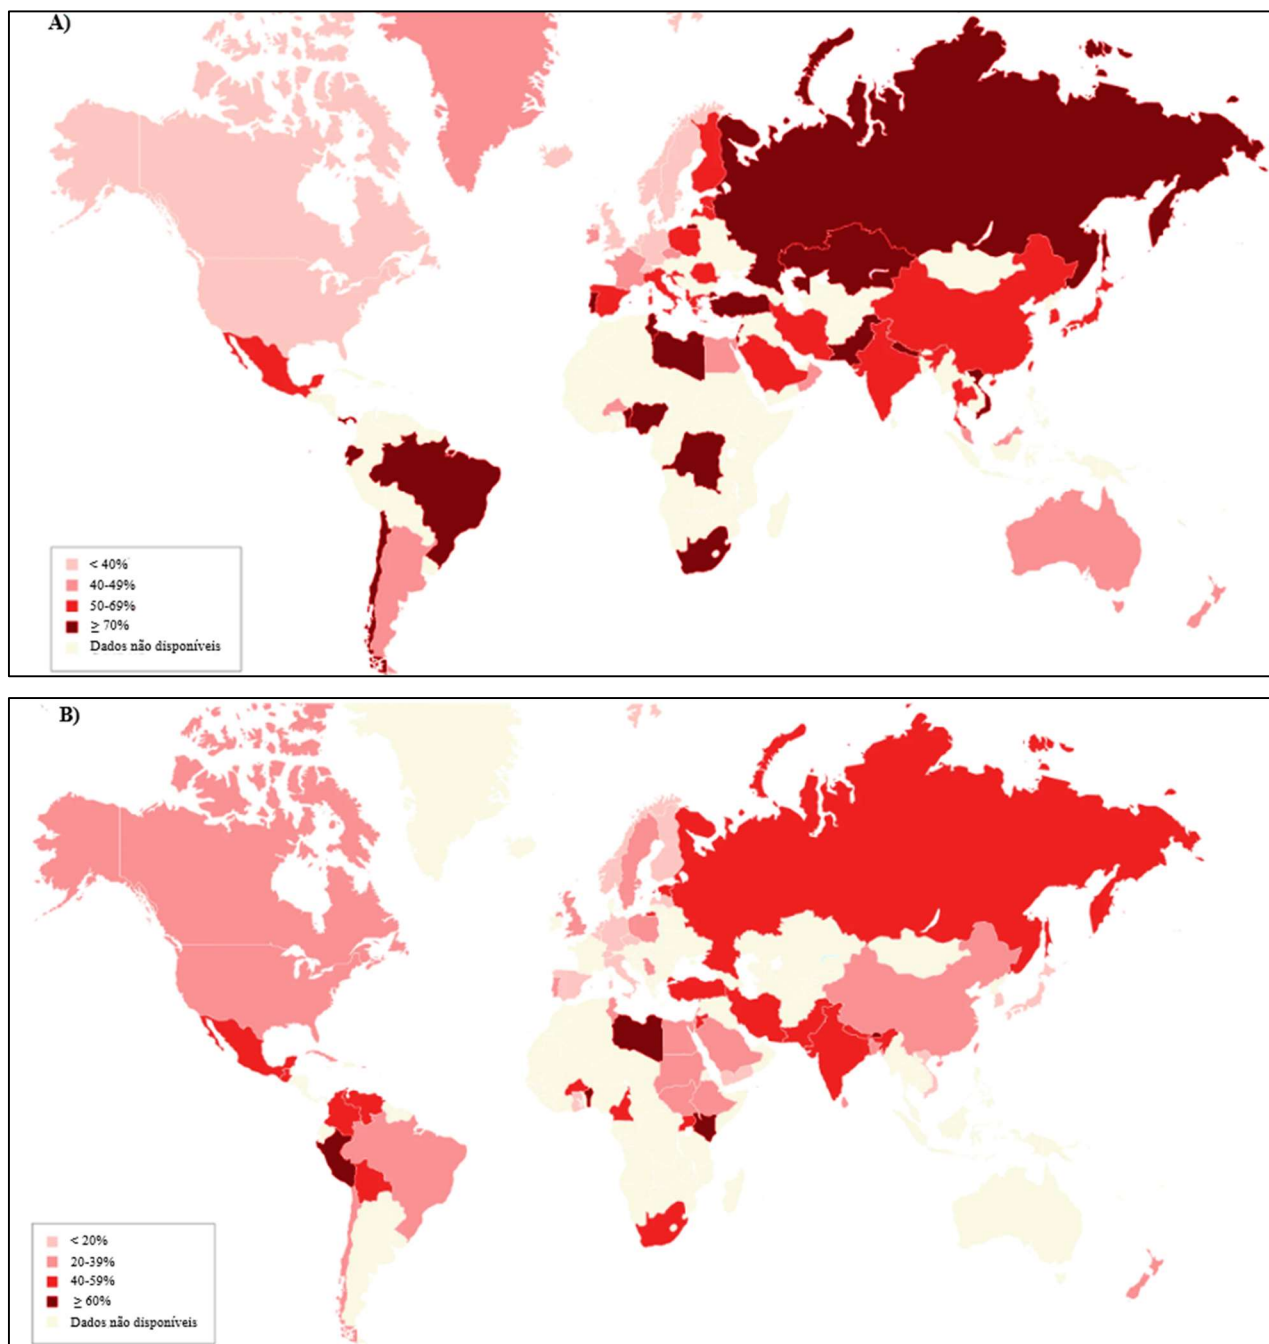 A)
< 40%
40-49%
50-69%
≥ 70%
Dados não disponíveis
B)
< 20%
20-39%
40-59%
≥ 60%
Dados não disponíveis